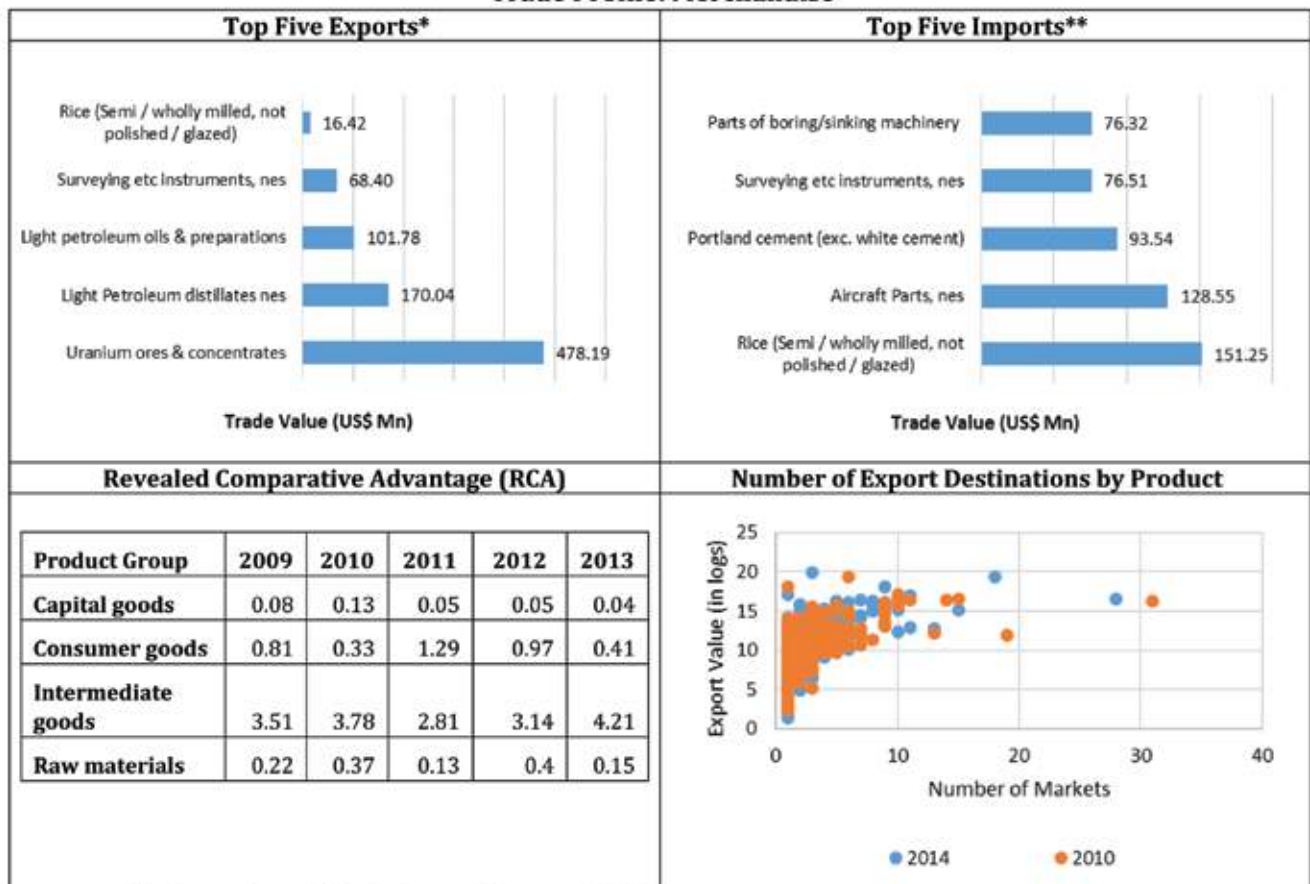 Top Five Exports*
Rice (Semi / wholly milled, not
polished / glazed)
16.42
Surveying etc instruments, nes
68.40
Light petroleum oils & preparations
101.78
Light Petroleum distillates nes
170.04
Uranium ores & concentrates
478.19
Trade Value (US$ Mn)
Top Five Imports**
Parts of boring/sinking machinery
76.32
Surveying etc instruments, nes
76.51
Portland cement (exc. white cement)
93.54
Aircraft Parts, nes
128.55
Rice (Semi / wholly milled, not
polished / glazed)
151.25
Trade Value (US$ Mn)
Revealed Comparative Advantage (RCA)
Product Group 2009 2010 2011 2012 2013
Capital goods 0.08 0.13 0.05 0.05 0.04
Consumer goods 0.81 0.33 1.29 0.97 0.41
Intermediate
goods 3.51 3.78 2.81 3.14 4.21
Raw materials 0.22 0.37 0.13 0.4 0.15
Number of Export Destinations by Product
Export Value (in logs)
25
20
15
10
5
0
0 10 20 30 40
Number of Markets
2014 2010